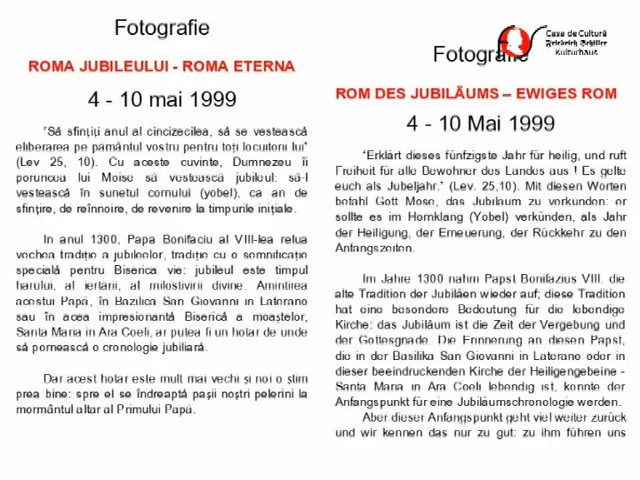 Fotografie
ROMA JUBILEULUI - ROMA ETERNA
4 - 10 mai 1999
"Să sfinţiţi anul al cincizecilea, să se vestească
eliberarea pe pământul vostru pentru toţi locuitorii lui"
(Lev 25, 10). Cu aceste cuvinte, Dumnezeu îi
poruncea lui Moise să vestească jubileul: să-l
vestească în sunetul cornului (yobel), ca an de
sfinţire, de reînnoire, de revenire la timpurile iniţiale.
In anul 1300, Papa Bonifaciu al VIII-lea relua
vechea tradiţie a jubileelor, tradiţie cu o semnificaţie
specială pentru Biserica vie: jubileul este timpul
harului, al iertării, al milostivirii divine. Amintirea
acestui Papă, în Bazilica San Giovanni in Laterano
sau în acea impresionantă Biserică a moaştelor,
Santa Maria in Ara Coeli, ar putea fi un hotar de unde
să pornească o cronologie jubiliară.
Dar acest hotar este mult mai vechi şi noi o ştim
prea bine: spre el se îndreaptă paşii noştri pelerini la
mormântul altar al Primului Papă.
Casa de Cultură
Friedrich Schiller
Kulturhaus
Fotografie
ROM DES JUBILÄUMS – EWIGES ROM
4 - 10 Mai 1999
"Erklärt dieses fünfzigste Jahr für heilig, und ruft
Freiheit für alle Bewohner des Landes aus ! Es gelte
euch als Jubeljahr." (Lev. 25,10). Mit diesen Worten
befahl Gott Mose, das Jubiläum zu verkünden: er
sollte es im Hornklang (Yobel) verkünden, als Jahr
der Heiligung, der Erneuerung, der Rückkehr zu den
Anfangszeiten.
Im Jahre 1300 nahm Papst Bonifazius VIII. die
alte Tradition der Jubiläen wieder auf; diese Tradition
hat eine besondere Bedeutung für die lebendige
Kirche: das Jubiläum ist die Zeit der Vergebung und
der Gottesgnade. Die Erinnerung an diesen Papst,
die in der Basilika San Giovanni in Laterano oder in
dieser beeindruckenden Kirche der Heiligengebeine -
Santa Maria in Ara Coeli lebendig ist, könnte der
Anfangspunkt für eine Jubiläumschronologie werden.
Aber dieser Anfangspunkt geht viel weiter zurück
und wir kennen das nur zu gut: zu ihm führen uns